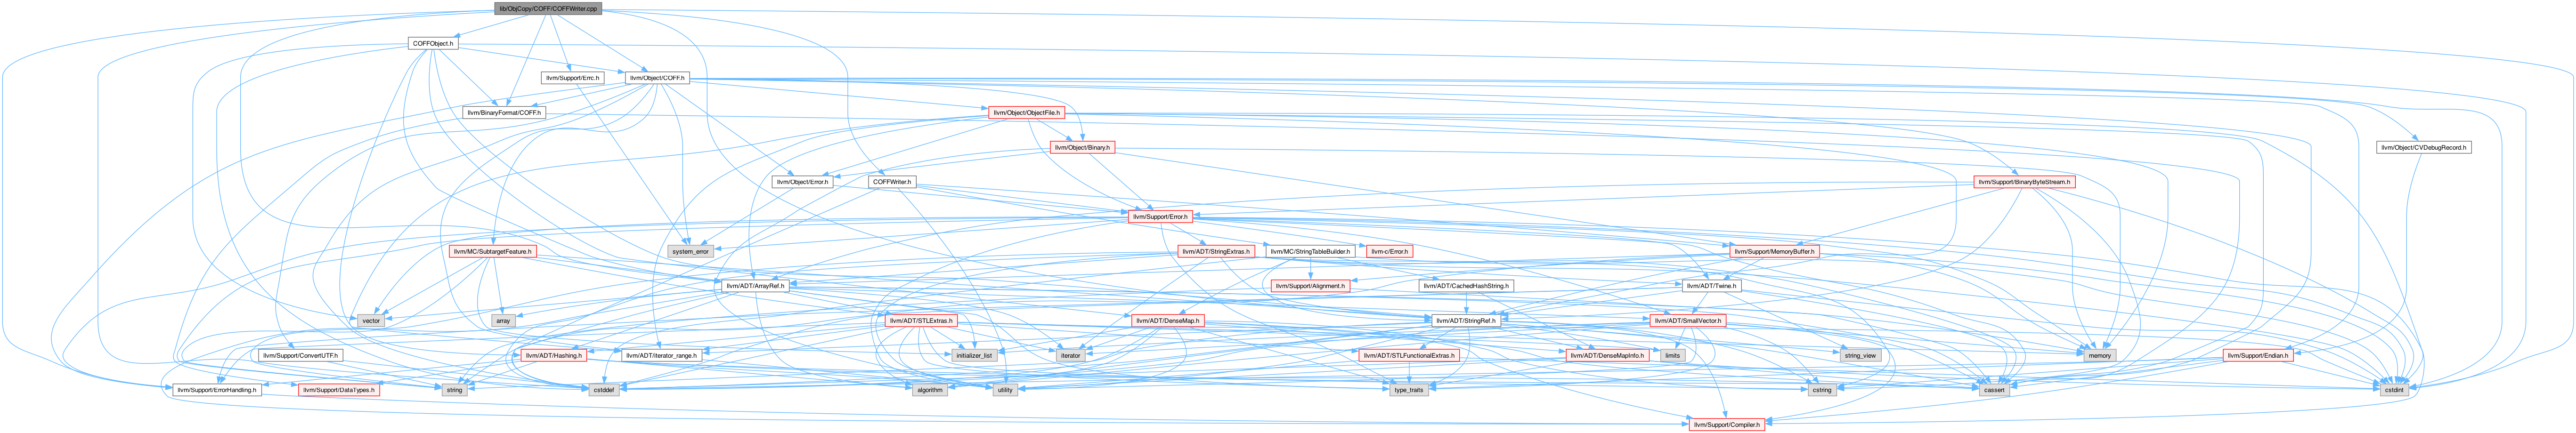 lib/ObjCopy/COFF/COFFWriter.cpp
COFFObject.h
llvm/Support/Errc.h
llvm/Object/COFF.h
llvm/BinaryFormat/COFF.h
llvm/Object/ObjectFile.h
llvm/Object/Binary.h
llvm/Object/CVDebugRecord.h
llvm/Object/Error.h
COFFWriter.h
llvm/Support/BinaryByteStream.h
llvm/Support/Error.h
llvm/MC/SubtargetFeature.h
system_error
llvm/ADT/StringExtras.h
llvm/MC/StringTableBuilder.h
llvm-c/Error.h
llvm/Support/MemoryBuffer.h
llvm/ADT/ArrayRef.h
llvm/Support/Alignment.h
llvm/ADT/CachedHashString.h
llvm/ADT/Twine.h
vector
array
llvm/ADT/STLExtras.h
llvm/ADT/DenseMap.h
llvm/ADT/StringRef.h
llvm/ADT/SmallVector.h
llvm/Support/ConvertUTF.h
llvm/ADT/Hashing.h
llvm/ADT/iterator_range.h
initializer_list
iterator
llvm/ADT/STLFunctionalExtras.h
llvm/ADT/DenseMapInfo.h
limits
string_view
memory
llvm/Support/Endian.h
llvm/Support/ErrorHandling.h
llvm/Support/DataTypes.h
string
cstddef
algorithm
utility
type_traits
cstring
cassert
cstdint
llvm/Support/Compiler.h